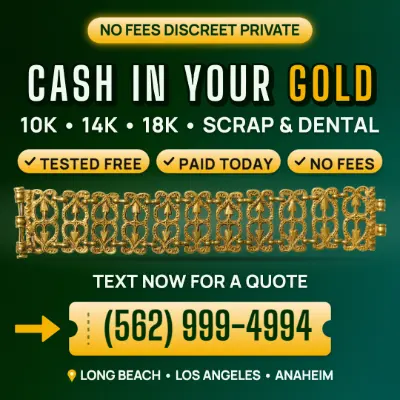 NO FEES DISCREET PRIVATE
CASH IN YOUR GOLD
10K • 14K • 18K • SCRAP & DENTAL
✓ TESTED FREE ✓ PAID TODAY ✓ NO FEES
TEXT NOW FOR A QUOTE
(562) 999-4994
LONG BEACH • LOS ANGELES • ANAHEIM